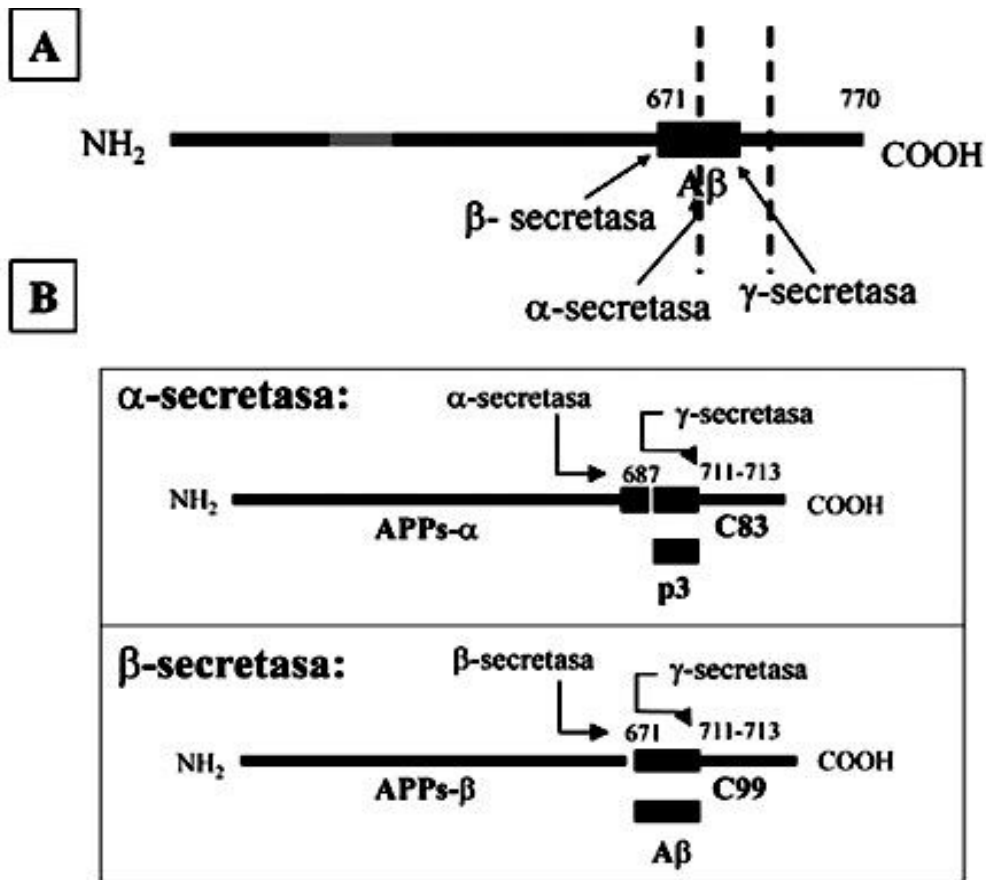 A
671
770
NH2
COOH
Aβ
β- secretasa
α-secretasa
γ-secretasa
B
α-secretasa:
α-secretasa
γ-secretasa
687
711-713
NH2
COOH
APPs-α
C83
p3
β-secretasa:
β-secretasa
γ-secretasa
671
711-713
NH2
COOH
APPs-β
C99
Aβ